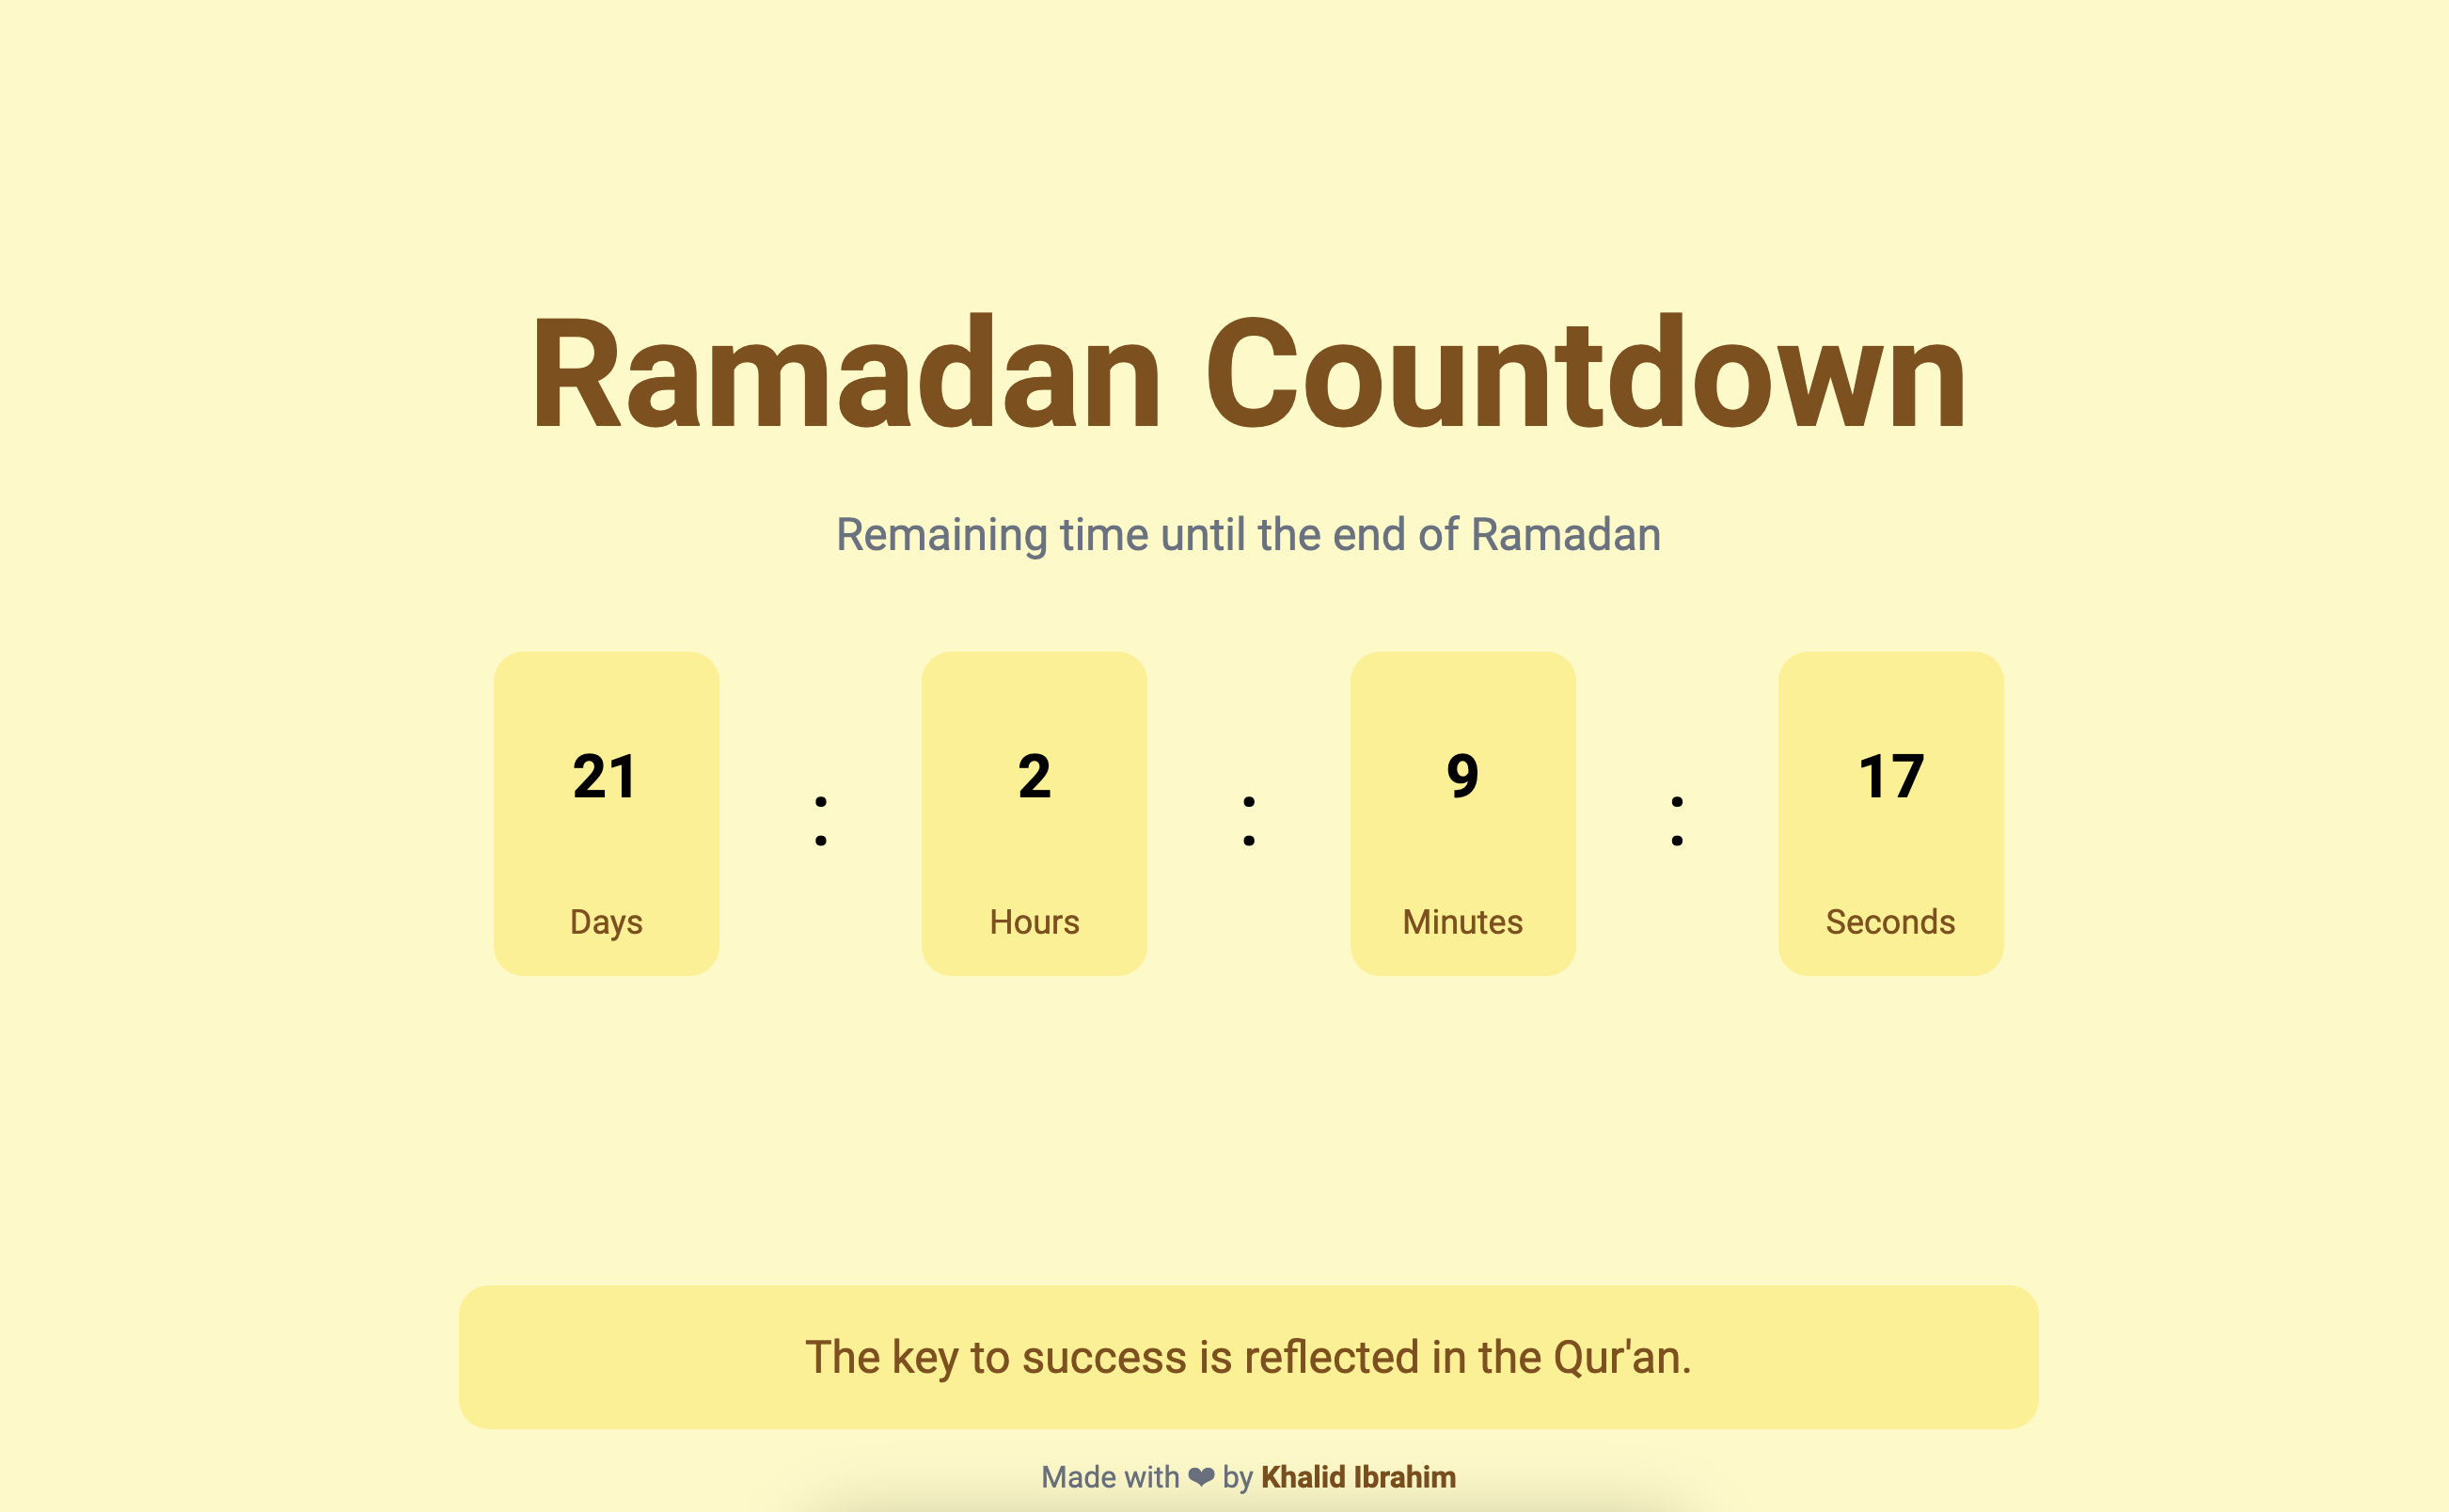 Ramadan Countdown
Remaining time until the end of Ramadan
21 : 2 : 9 : 17
Days Hours Minutes Seconds
The key to success is reflected in the Qur'an.
Made with ❤ by Khalid Ibrahim